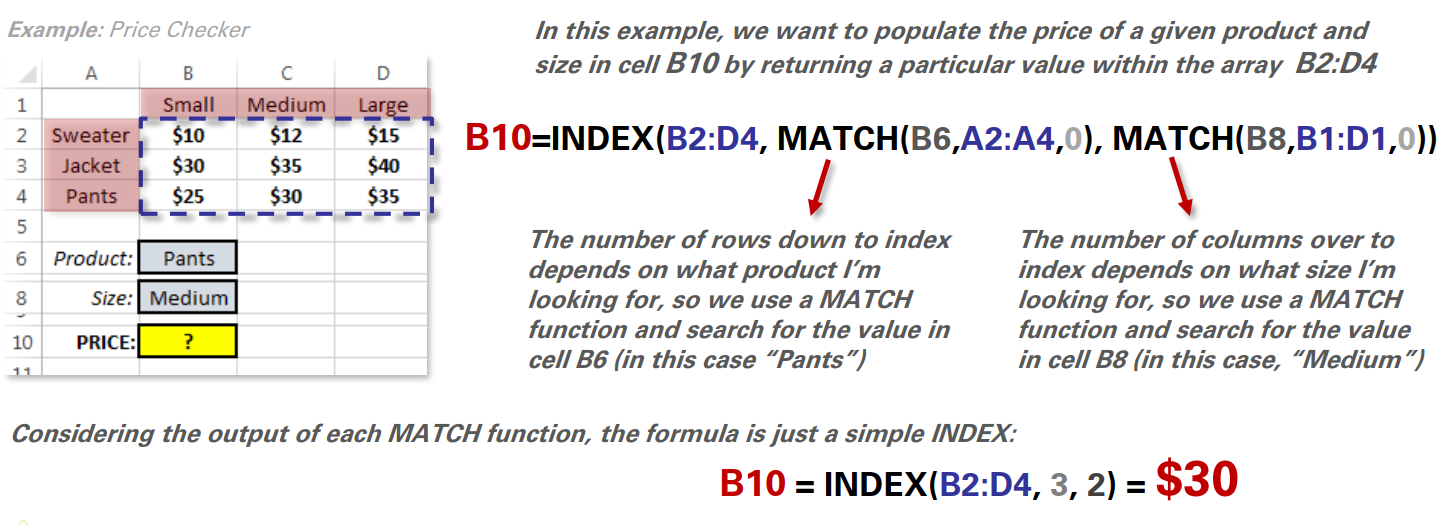 Example: Price Checker
In this example, we want to populate the price of a given product and
size in cell B10 by returning a particular value within the array B2:D4
A B C D
1 Small Medium Large
2 Sweater $10 $12 $15
3 Jacket $30 $35 $40
4 Pants $25 $30 $35
5
6 Product: Pants
8 Size: Medium
10 PRICE: ?
11
B10=INDEX(B2:D4, MATCH(B6,A2:A4,0), MATCH(B8,B1:D1,0))
The number of rows down to index
depends on what product I’m
looking for, so we use a MATCH
function and search for the value in
cell B6 (in this case “Pants”)
The number of columns over to
index depends on what size I’m
looking for, so we use a MATCH
function and search for the value
in cell B8 (in this case, “Medium”)
Considering the output of each MATCH function, the formula is just a simple INDEX:
B10 = INDEX(B2:D4, 3, 2) = $30